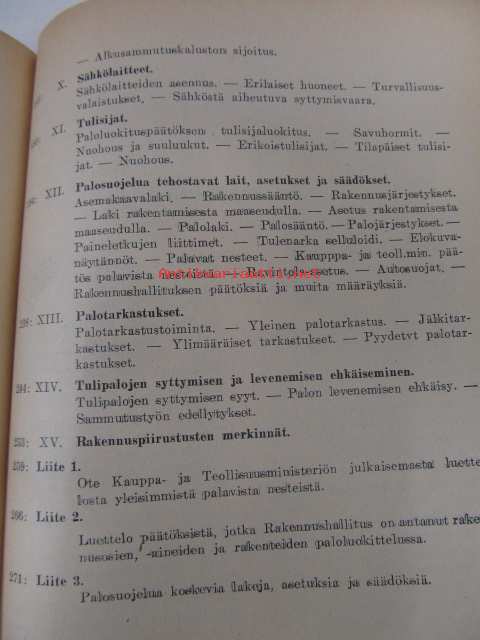 — Alkusammutuskaluston sijoitus.
X. Sähkölaitteet.
Sähkölaitteiden asennus. — Erilaiset huoneet. — Turvallisuus-
valaistukset. — Sähköstä aiheutuva syttymisvaara.
XI. Tulisijat.
Paloluokituspäätöksen tulisijaluokitus. — Savuhormit. —
Nuohous ja suuluukut. — Erikoistulisijat. — Tilapäiset tulisi-
jat. — Nuohous.
XII. Palosuojelua tehostavat lait, asetukset ja säädökset.
Asemakaavalaki. — Rakennussääntö. — Rakennusjärjestykset.
— Laki rakentamisesta maaseudulla. — Asetus rakentamisesta
maaseudulla. — Palolaki. — Palosääntö. — Palojärjestykset. —
Paineletkujen liittimet. — Tulenarka selluloidi. — Elokuva-
näytännöt. — Palavat nesteet. — Kaupppa- ja teoll.min. pää-
tös palavista nesteistä. — Ravintola-asetus. — Autosuojat. —
Rakennushallituksen päätöksiä ja muita määräyksiä.
XIII. Palotarkastukset.
Palotarkastustoiminta. — Yleinen palotarkastus. — Jälkitar-
kastukset. — Ylimääräiset tarkastukset. — Pyydetyt palotar-
kastukset.
XIV. Tulipalojen syttymisen ja levenemisen ehkäiseminen.
Tulipalojen syttymisen syyt. — Palon levenemisen ehkäisy. —
Sammutustyön edellytykset.
XV. Rakennuspiirustusten merkinnät.
Liite 1.
Ote Kauppa- ja Teollisuusministeriön julkaisemasta luette-
losta yleisimmistä palavista nesteistä.
Liite 2.
Luettelo päätöksistä, jotka Rakennushallitus on antanut raken-
nusosien, -aineiden ja rakenteiden paloluokittelussa.
271: Liite 3.
Palosuojelua koskevia lakeja, asetuksia ja säädöksiä.